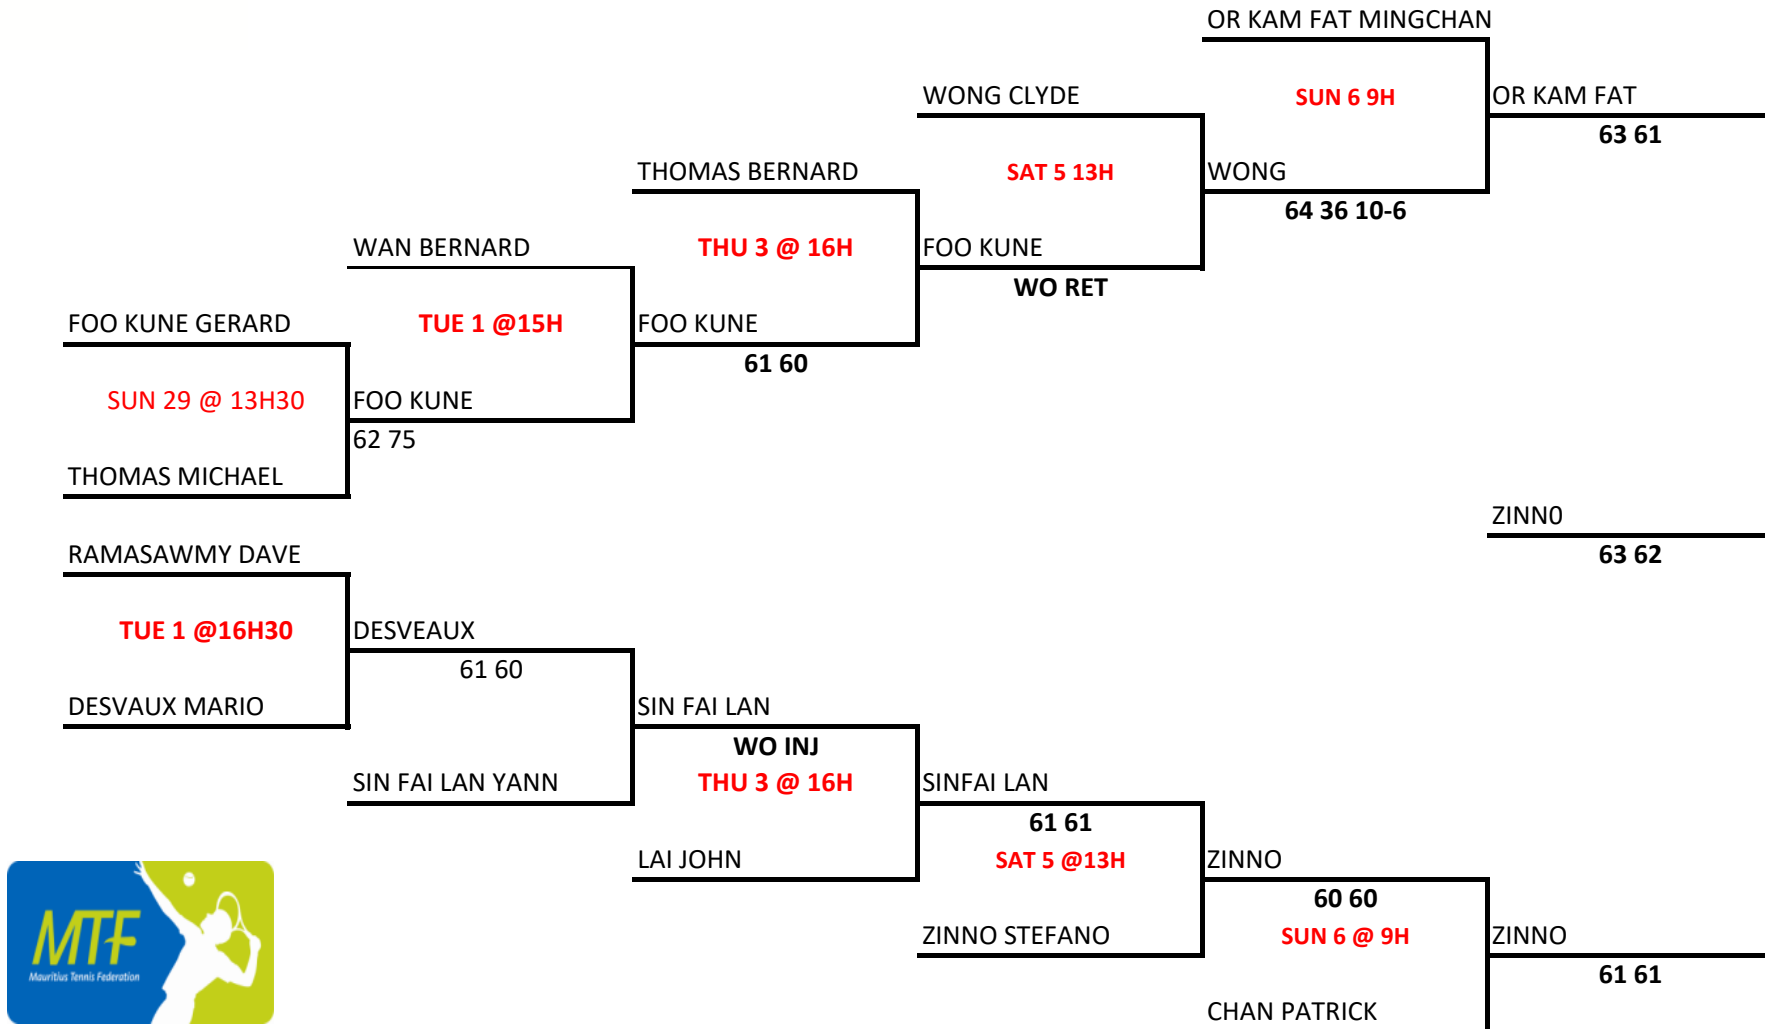 OR KAM FAT MINGCHAN
WONG CLYDE
SUN 6 9H
OR KAM FAT
63 61
THOMAS BERNARD
SAT 5 13H
WONG
64 36 10-6
WAN BERNARD
THU 3 @ 16H
FOO KUNE
WO RET
FOO KUNE GERARD
TUE 1 @15H
FOO KUNE
61 60
SUN 29 @ 13H30
FOO KUNE
62 75
THOMAS MICHAEL
ZINN0
63 62
RAMASAWMY DAVE
TUE 1 @16H30
DESVEAUX
61 60
DESVAUX MARIO
SIN FAI LAN
WO INJ
SIN FAI LAN YANN
THU 3 @ 16H
SINFAI LAN
61 61
LAI JOHN
SAT 5 @13H
ZINNO
60 60
ZINNO STEFANO
SUN 6 @ 9H
ZINNO
61 61
CHAN PATRICK
MTF
Mauritius Tennis Federation